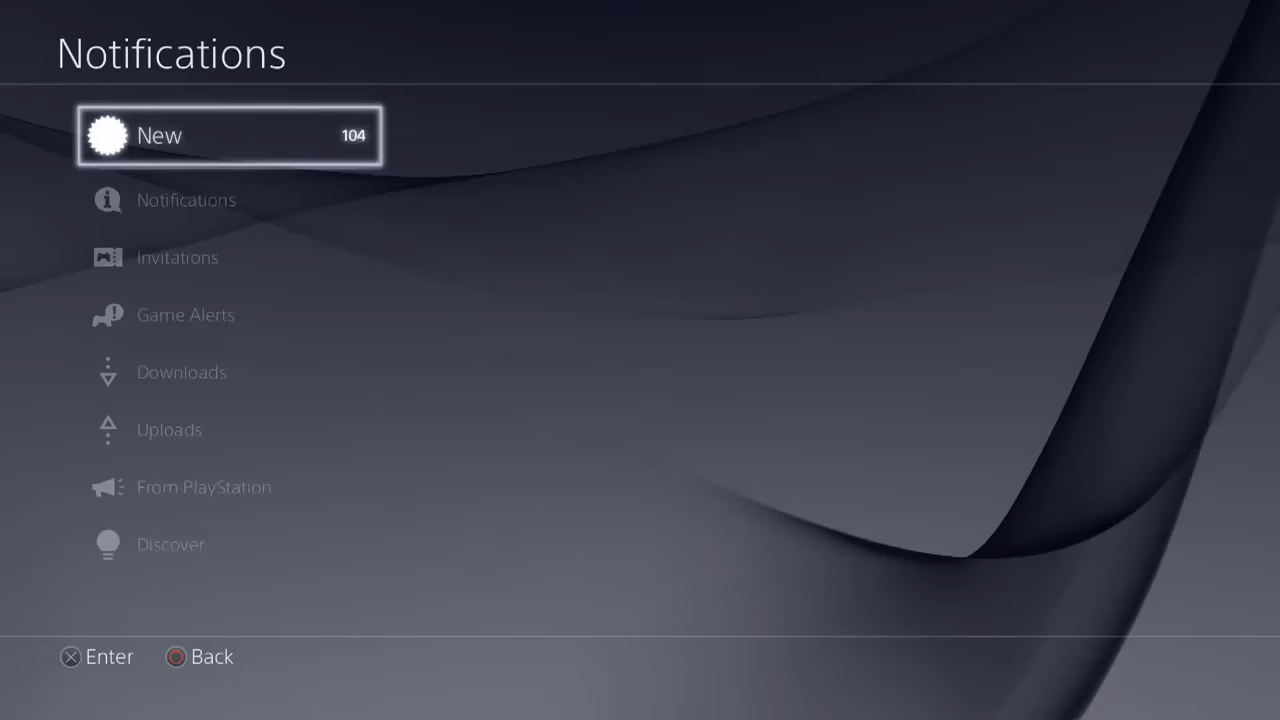 Notifications
New 104
Notifications
Invitations
Game Alerts
Downloads
Uploads
From PlayStation
Discover
Enter Back